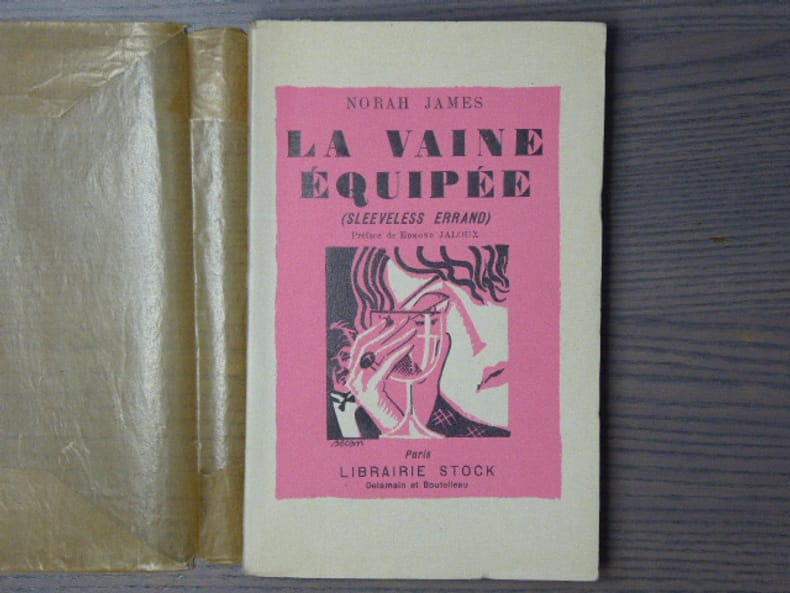 NORAH JAMES
LA VAINE
ÉQUIPÉE
(SLEEVELESS ERRAND)
Préface de EDMOND JALOUX
Paris
LIBRAIRIE STOCK
Delamain et Boutelleau